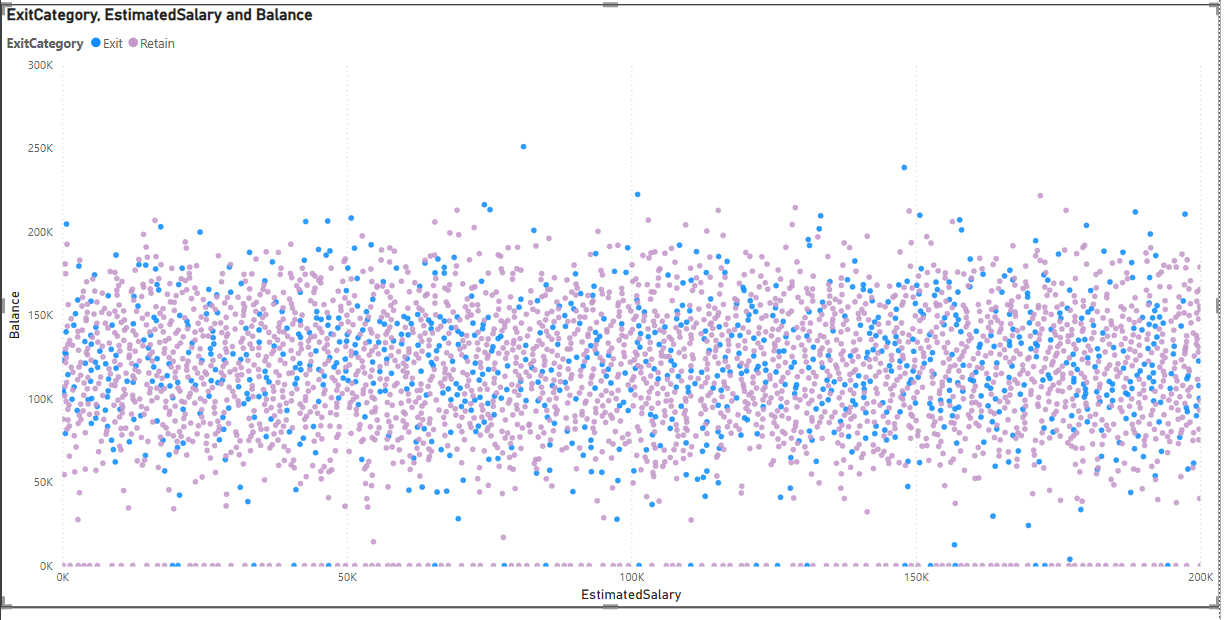 ExitCategory, EstimatedSalary and Balance
ExitCategory Exit Retain
300K
250K
200K
150K
100K
50K
0K
Balance
0K 50K 100K 150K 200K
EstimatedSalary